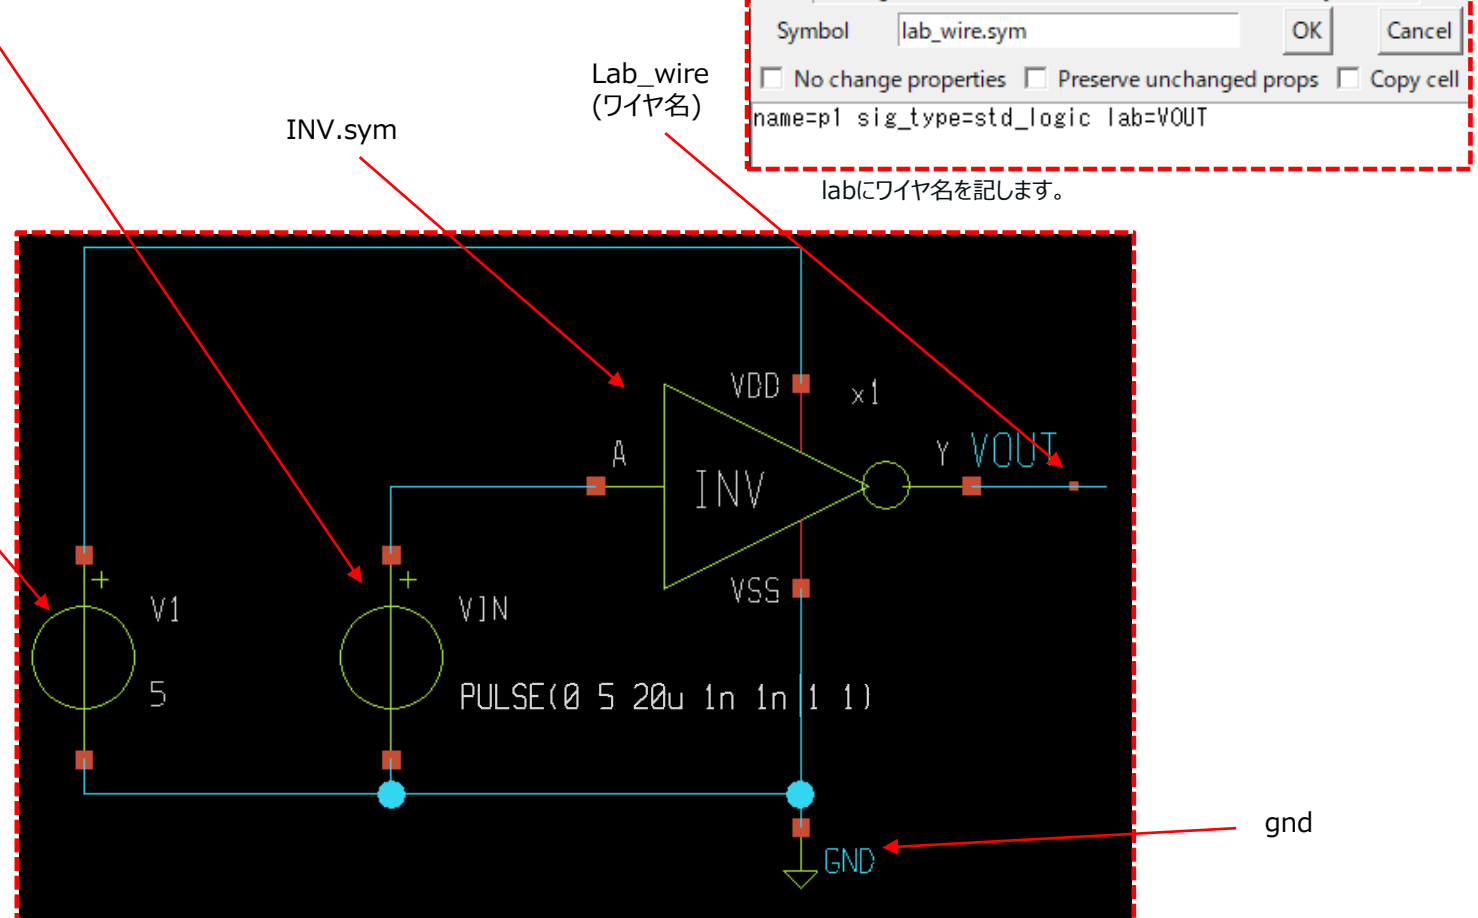 Symbol lab_wire.sym OK Cancel
No change properties Preserve unchanged props Copy cell
name=p1 sig_type=std_logic lab=VOUT
labにワイヤ名を記します。
Lab_wire
(ワイヤ名)
INV.sym
VDD x1
A Y VOUT
INV
VSS
+ +
V1 VIN
5 PULSE(0 5 20u 1n 1n 1 1)
gnd
GND